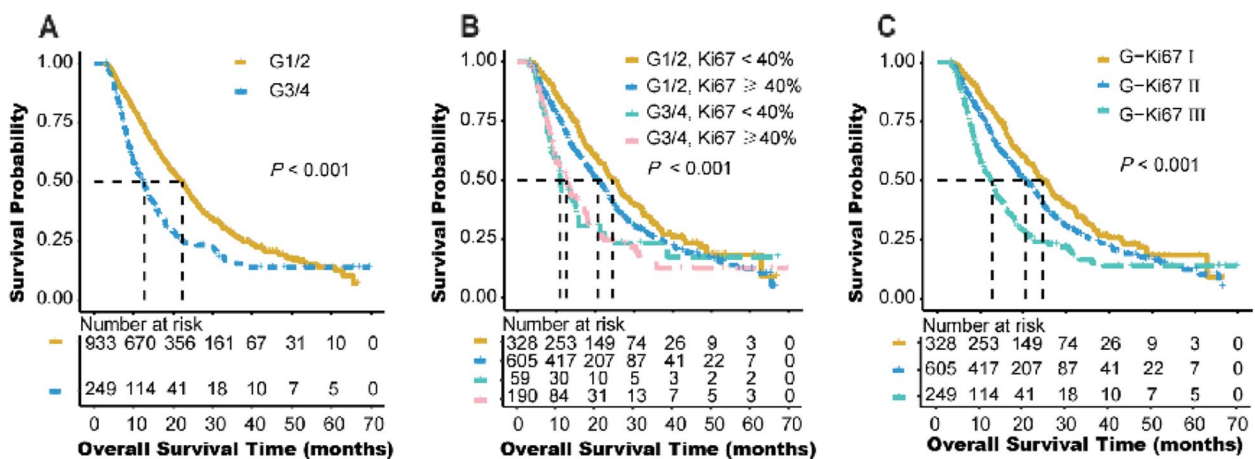 A
Survival Probability
1.00
0.75
0.50
0.25
0.00
G1/2
G3/4
P < 0.001
Number at risk
933 670 356 161 67 31 10 0
249 114 41 18 10 7 5 0
0 10 20 30 40 50 60 70
Overall Survival Time (months)
B
Survival Probability
1.00
0.75
0.50
0.25
0.00
G1/2, Ki67 < 40%
G1/2, Ki67 ⩾ 40%
G3/4, Ki67 < 40%
G3/4, Ki67 ⩾ 40%
P < 0.001
Number at risk
328 253 149 74 26 9 3 0
605 417 207 87 41 22 7 0
59 30 10 5 3 2 2 0
190 84 31 13 7 5 3 0
0 10 20 30 40 50 60 70
Overall Survival Time (months)
C
Survival Probability
1.00
0.75
0.50
0.25
0.00
G-Ki67 I
G-Ki67 II
G-Ki67 III
P < 0.001
Number at risk
328 253 149 74 26 9 3 0
605 417 207 87 41 22 7 0
249 114 41 18 10 7 5 0
0 10 20 30 40 50 60 70
Overall Survival Time (months)